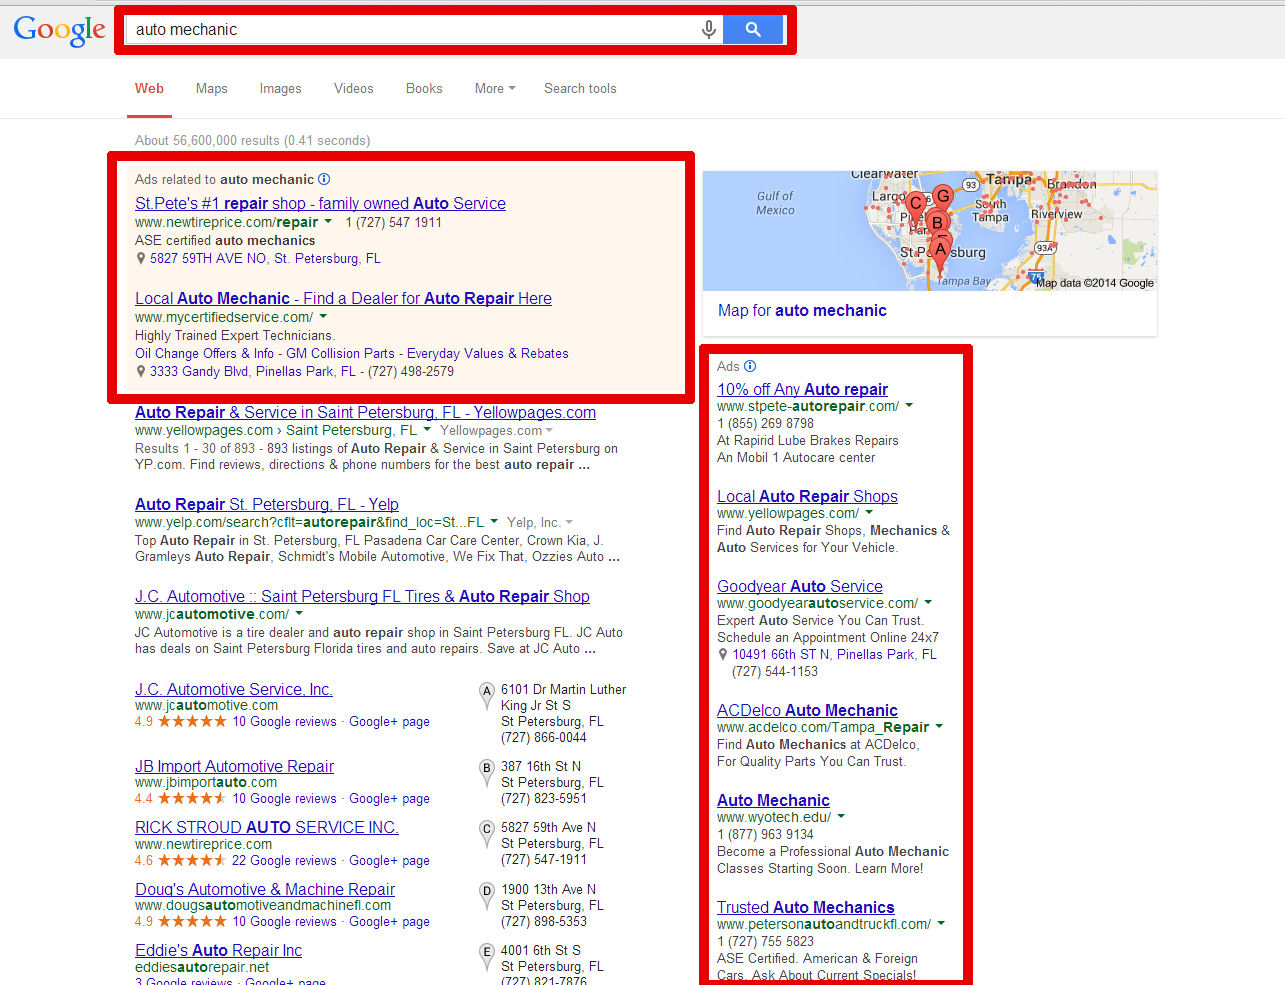 Google
auto mechanic
Web Maps Images Videos Books More Search tools
About 56,600,000 results (0.41 seconds)
Ads related to auto mechanic
St.Pete's #1 repair shop - family owned Auto Service
www.newtireprice.com/repair 1 (727) 547 1911
ASE certified auto mechanics
5827 59TH AVE NO, St. Petersburg, FL
Local Auto Mechanic - Find a Dealer for Auto Repair Here
www.mycertifiedservice.com/
Highly Trained Expert Technicians.
Oil Change Offers & Info - GM Collision Parts - Everyday Values & Rebates
3333 Gandy Blvd, Pinellas Park, FL - (727) 498-2579
Auto Repair & Service in Saint Petersburg, FL - Yellowpages.com
www.yellowpages.com › Saint Petersburg, FL Yellowpages.com
Results 1 - 30 of 893 - 893 listings of Auto Repair & Service in Saint Petersburg on
YP.com. Find reviews, directions & phone numbers for the best auto repair ...
Auto Repair St. Petersburg, FL - Yelp
www.yelp.com/search?cflt=autorepair&find_loc=St...FL Yelp, Inc.
Top Auto Repair in St. Petersburg, FL Pasadena Car Care Center, Crown Kia, J.
Gramleys Auto Repair, Schmidt's Mobile Automotive, We Fix That, Ozzies Auto ...
J.C. Automotive :: Saint Petersburg FL Tires & Auto Repair Shop
www.jcautomotive.com/
JC Automotive is a tire dealer and auto repair shop in Saint Petersburg FL. JC Auto
has deals on Saint Petersburg Florida tires and auto repairs. Save at JC Auto ...
J.C. Automotive Service, Inc.
www.jcautomotive.com
4.9 10 Google reviews · Google+ page
A
6101 Dr Martin Luther
King Jr St S
St Petersburg, FL
(727) 866-0044
JB Import Automotive Repair
www.jbimportauto.com
4.4 10 Google reviews · Google+ page
B
387 16th St N
St Petersburg, FL
(727) 823-5951
RICK STROUD AUTO SERVICE INC.
www.newtireprice.com
4.6 22 Google reviews · Google+ page
C
5827 59th Ave N
St Petersburg, FL
(727) 547-1911
Doug's Automotive & Machine Repair
www.dougsautomotiveandmachinefl.com
4.9 10 Google reviews · Google+ page
D
1900 13th Ave N
St Petersburg, FL
(727) 898-5353
Eddie's Auto Repair Inc
eddiesautorepair.net
3 Google reviews · Google+ page
E
4001 6th St S
St Petersburg, FL
(727) 821-7876
Clearwater
93
Tampa
Brandon
Gulf of
Mexico
Largo
C
G
South
Tampa
Riverview
B
St Petersburg
A
93A
Tampa Bay
75
Map data ©2014 Google
Map for auto mechanic
Ads
10% off Any Auto repair
www.stpete-autorepair.com/
1 (855) 269 8798
At Rapirid Lube Brakes Repairs
An Mobil 1 Autocare center
Local Auto Repair Shops
www.yellowpages.com/
Find Auto Repair Shops, Mechanics &
Auto Services for Your Vehicle.
Goodyear Auto Service
www.goodyearautoservice.com/
Expert Auto Service You Can Trust.
Schedule an Appointment Online 24x7
10491 66th ST N, Pinellas Park, FL
(727) 544-1153
ACDelco Auto Mechanic
www.acdelco.com/Tampa_Repair
Find Auto Mechanics at ACDelco,
For Quality Parts You Can Trust.
Auto Mechanic
www.wyotech.edu/
1 (877) 963 9134
Become a Professional Auto Mechanic
Classes Starting Soon. Learn More!
Trusted Auto Mechanics
www.petersonautoandtruckfl.com/
1 (727) 755 5823
ASE Certified. American & Foreign
Cars. Ask About Current Specials!